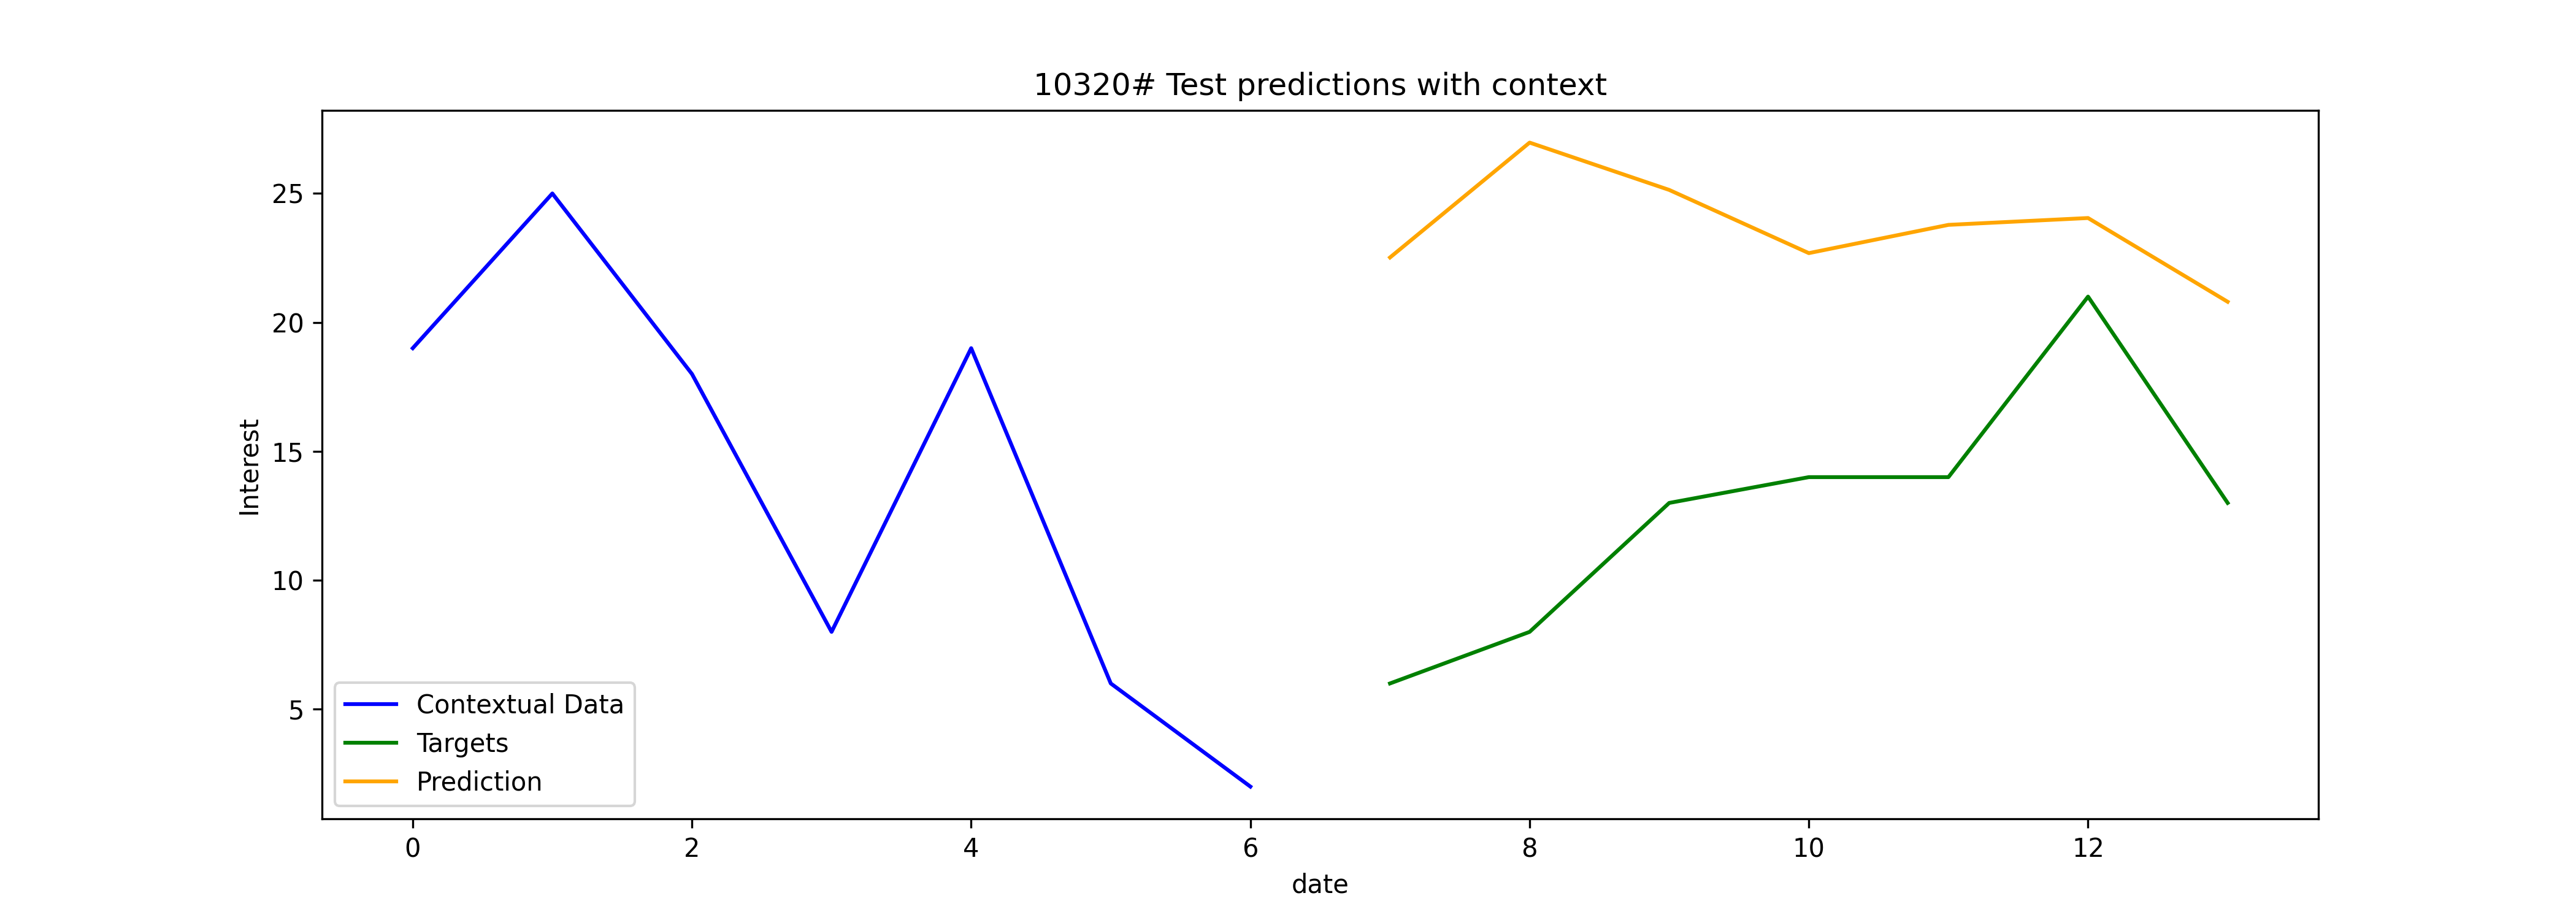 10320# Test predictions with context
Interest
25
20
15
10
5
Contextual Data
Targets
Prediction
0 2 4 6 8 10 12
date